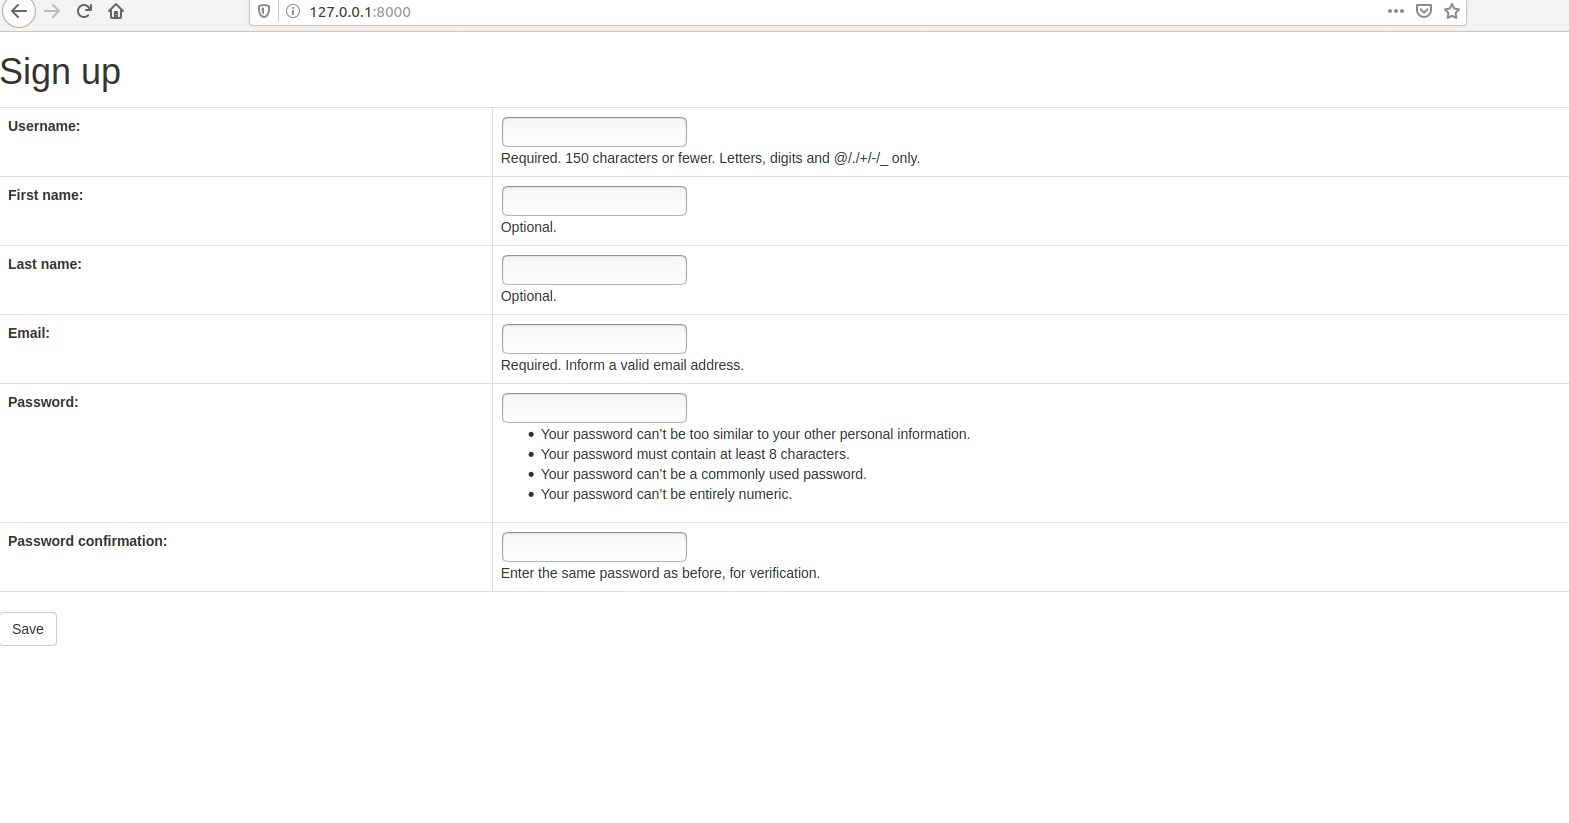 127.0.0.1:8000
Sign up
Username:
Required. 150 characters or fewer. Letters, digits and @/./+/-/_ only.
First name:
Optional.
Last name:
Optional.
Email:
Required. Inform a valid email address.
Password:
• Your password can’t be too similar to your other personal information.
• Your password must contain at least 8 characters.
• Your password can’t be a commonly used password.
• Your password can’t be entirely numeric.
Password confirmation:
Enter the same password as before, for verification.
Save